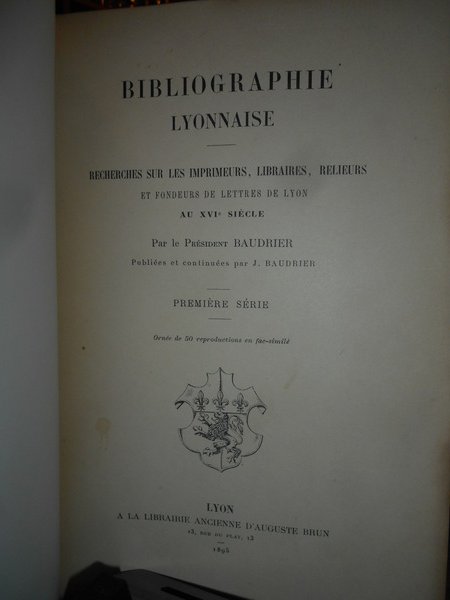 BIBLIOGRAPHIE
LYONNAISE
RECHERCHES SUR LES IMPRIMEURS, LIBRAIRES, RELIEURS
ET FONDEURS DE LETTRES DE LYON
AU XVIe SIÈCLE
Par le PRÉSIDENT BAUDRIER
Publiées et continuées par J. BAUDRIER
PREMIÈRE SÉRIE
Ornée de 50 reproductions en fac-similé
LYON
A LA LIBRAIRIE ANCIENNE D'AUGUSTE BRUN
13, RUE DU PLAT, 13
1895